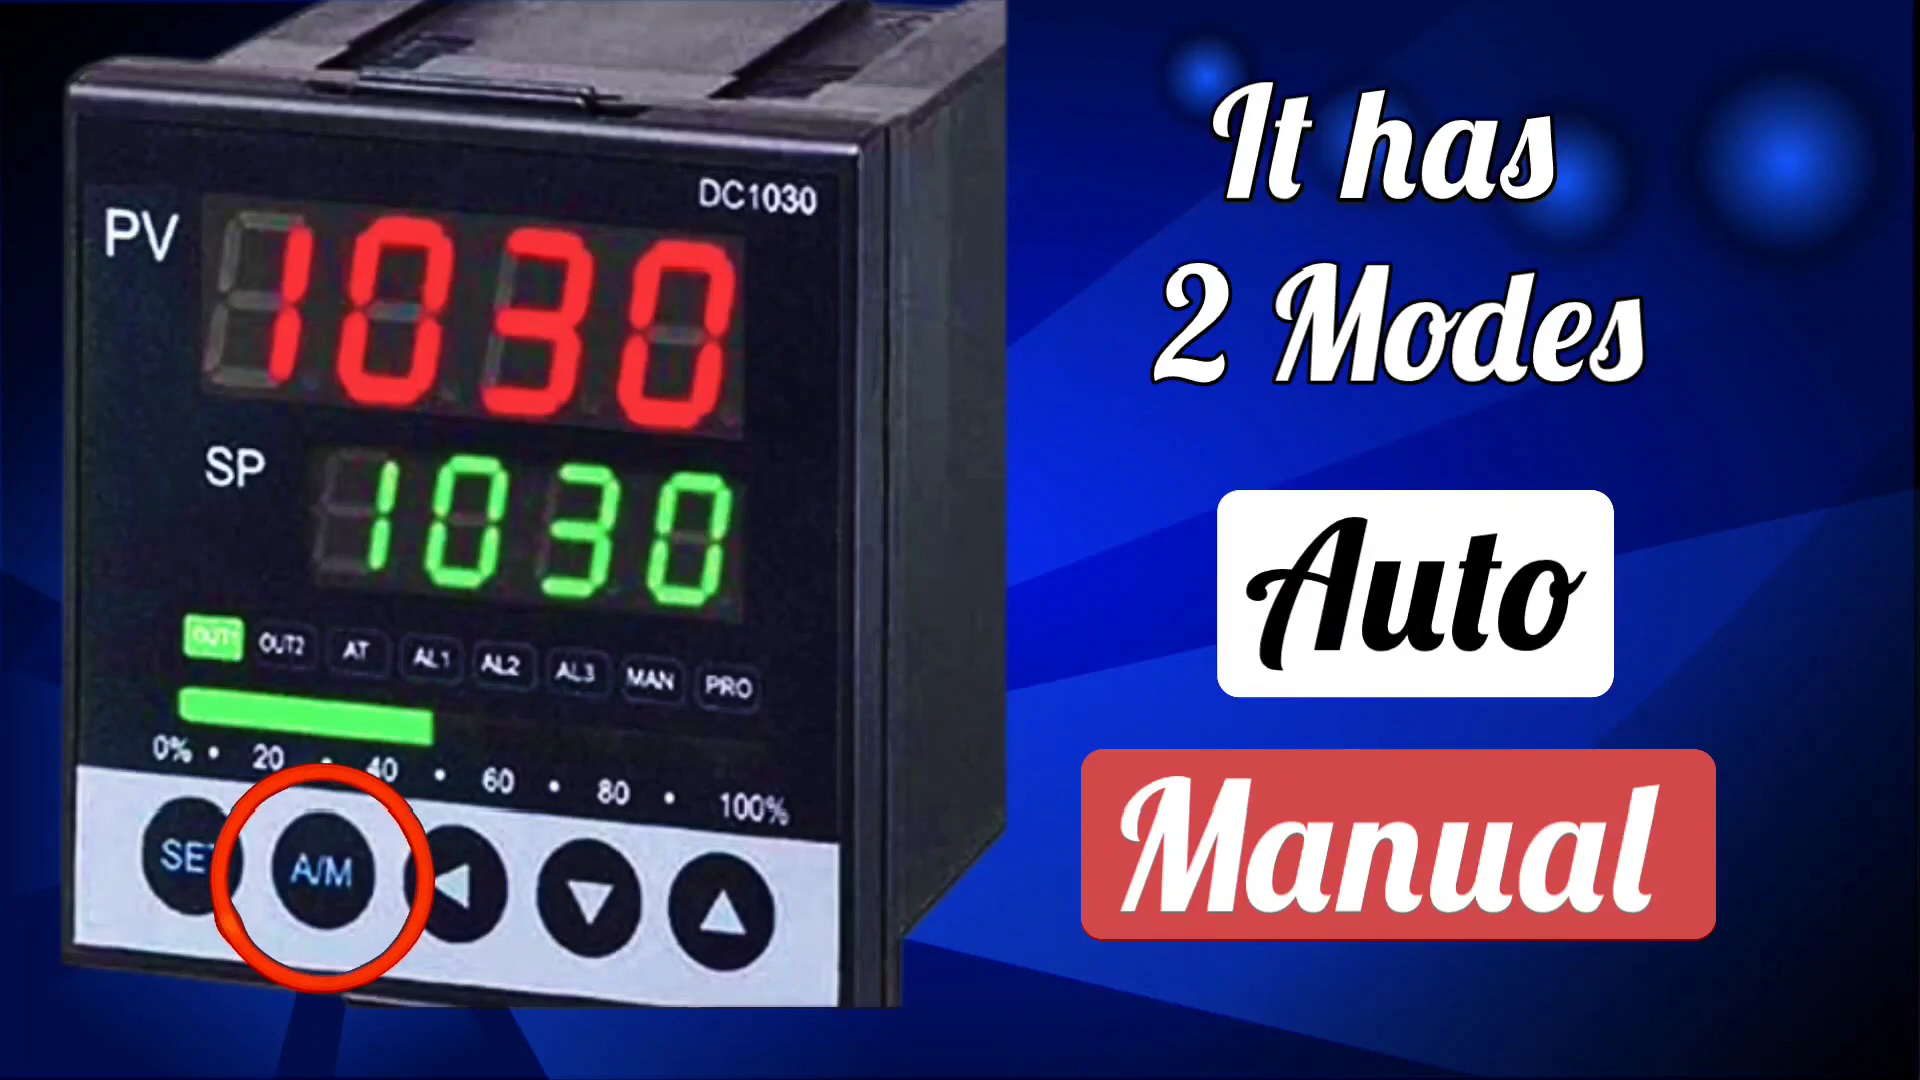 DC1030
PV 1030
SP 1030
OUT1 OUT2 AT AL1 AL2 AL3 MAN PRO
0% • 20 • 40 • 60 • 80 • 100%
SET A/M
It has
2 Modes
Auto
Manual